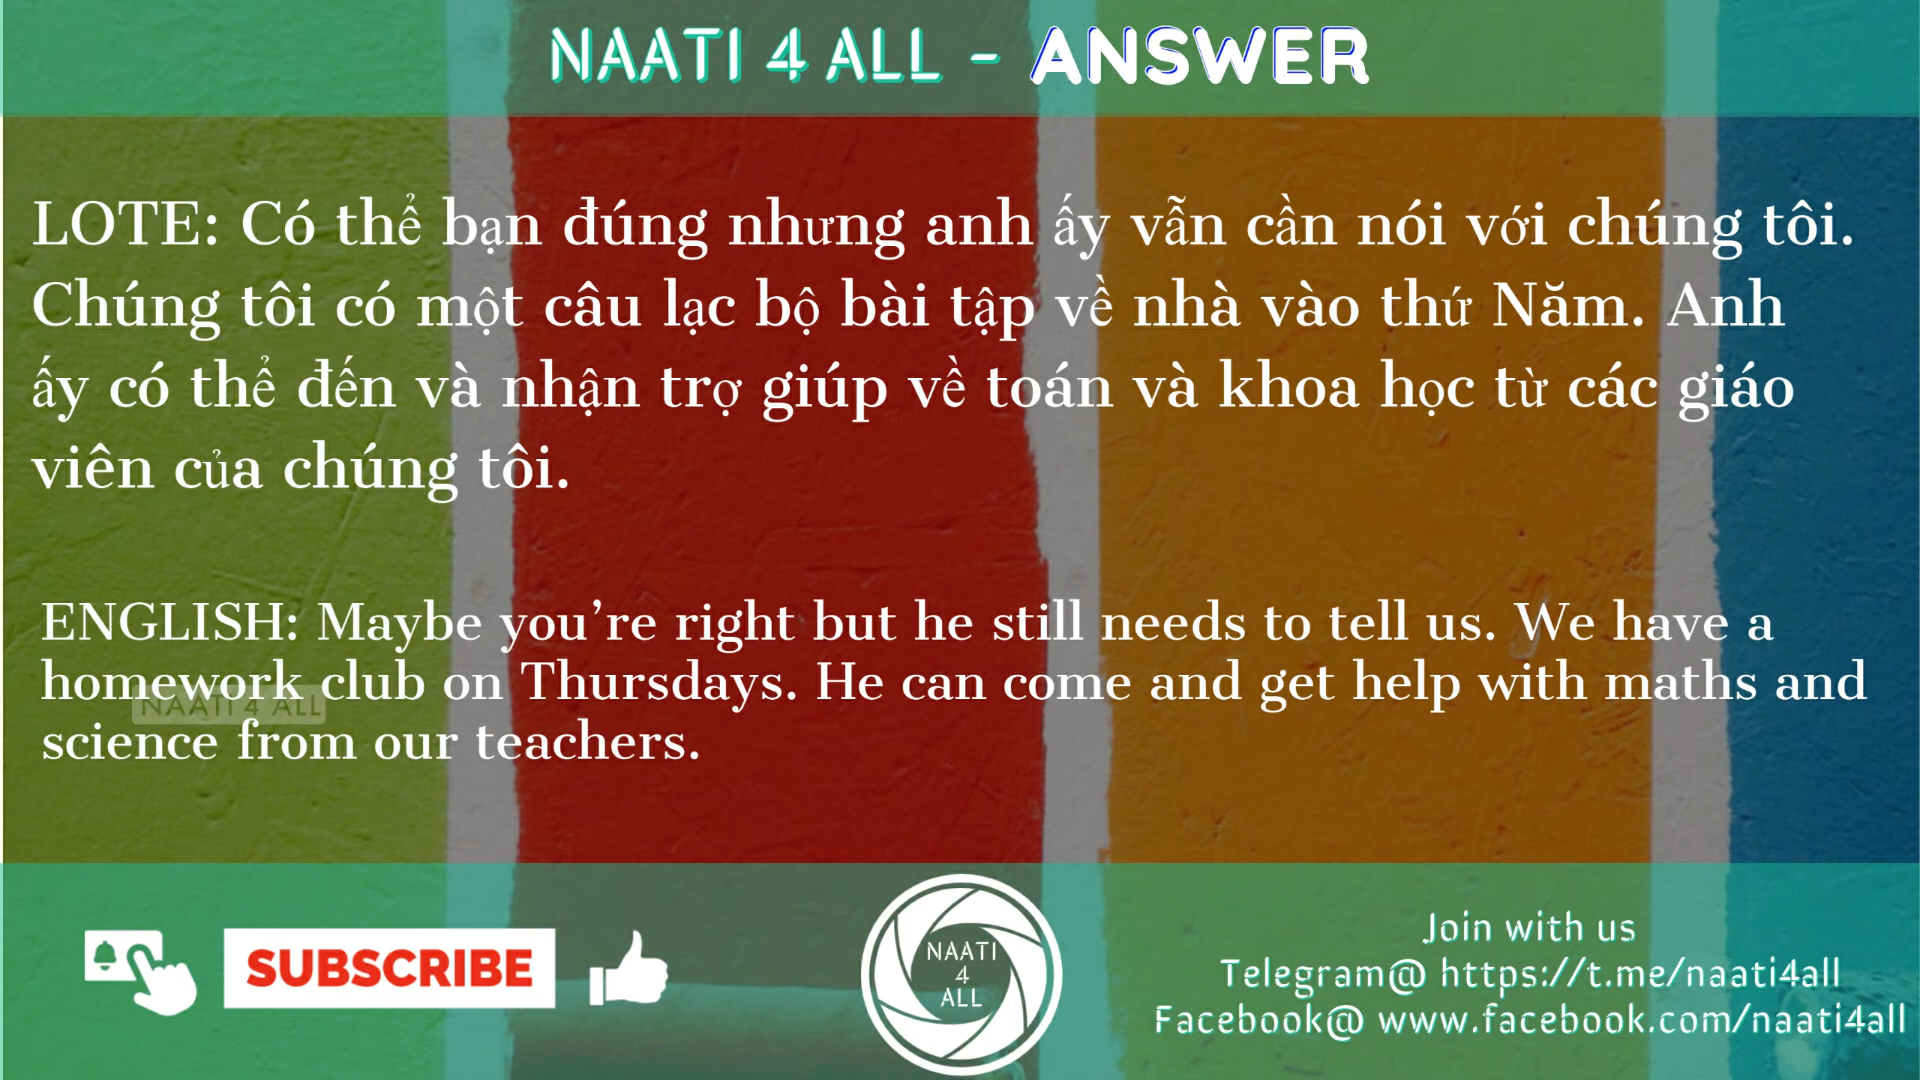 NAATI 4 ALL - ANSWER
LOTE: Có thể bạn đúng nhưng anh ấy vẫn cần nói với chúng tôi.
Chúng tôi có một câu lạc bộ bài tập về nhà vào thứ Năm. Anh
ấy có thể đến và nhận trợ giúp về toán và khoa học từ các giáo
viên của chúng tôi.
ENGLISH: Maybe you're right but he still needs to tell us. We have a
homework club on Thursdays. He can come and get help with maths and
NAATI 4 ALL
science from our teachers.
SUBSCRIBE
NAATI
4
ALL
Join with us
Telegram@ https://t.me/naati4all
Facebook@ www.facebook.com/naati4all